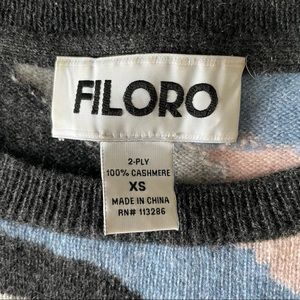 FILORO
2-PLY
100% CASHMERE
XS
MADE IN CHINA
RN# 113286